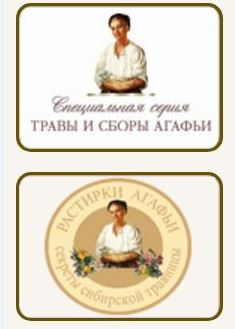 Специальная серия
ТРАВЫ И СБОРЫ АГАФЬИ
РАСТИРКИ АГАФЬИ
секреты сибирской травницы